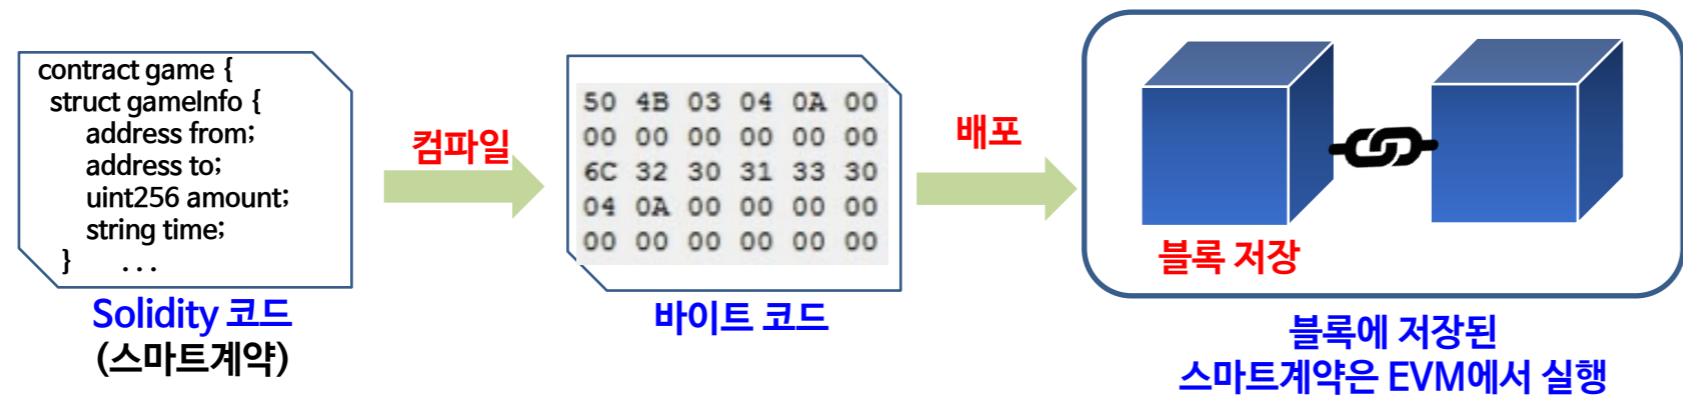 contract game {
struct gameInfo {
address from;
address to;
uint256 amount;
string time;
} ...
Solidity 코드
(스마트계약)
컴파일
50 4B 03 04 0A 00
00 00 00 00 00 00
6C 32 30 31 33 30
04 0A 00 00 00 00
00 00 00 00 00 00
바이트 코드
배포
블록 저장
블록에 저장된
스마트계약은 EVM에서 실행